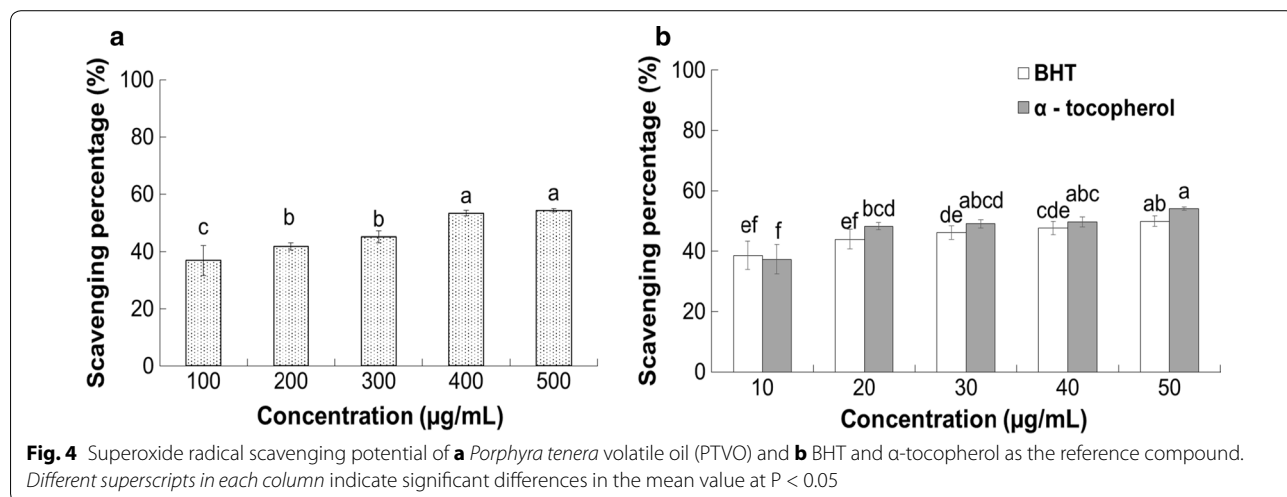 a
Scavenging percentage (%)
100
80
60
40
20
0
c
b
b
a
a
100 200 300 400 500
Concentration (µg/mL)
b
Scavenging percentage (%)
100
80
60
40
20
0
BHT
α - tocopherol
ef f ef bcd de abcd cde abc ab a
10 20 30 40 50
Concentration (µg/mL)
Fig. 4 Superoxide radical scavenging potential of a Porphyra tenera volatile oil (PTVO) and b BHT and α-tocopherol as the reference compound.
Different superscripts in each column indicate significant differences in the mean value at P < 0.05